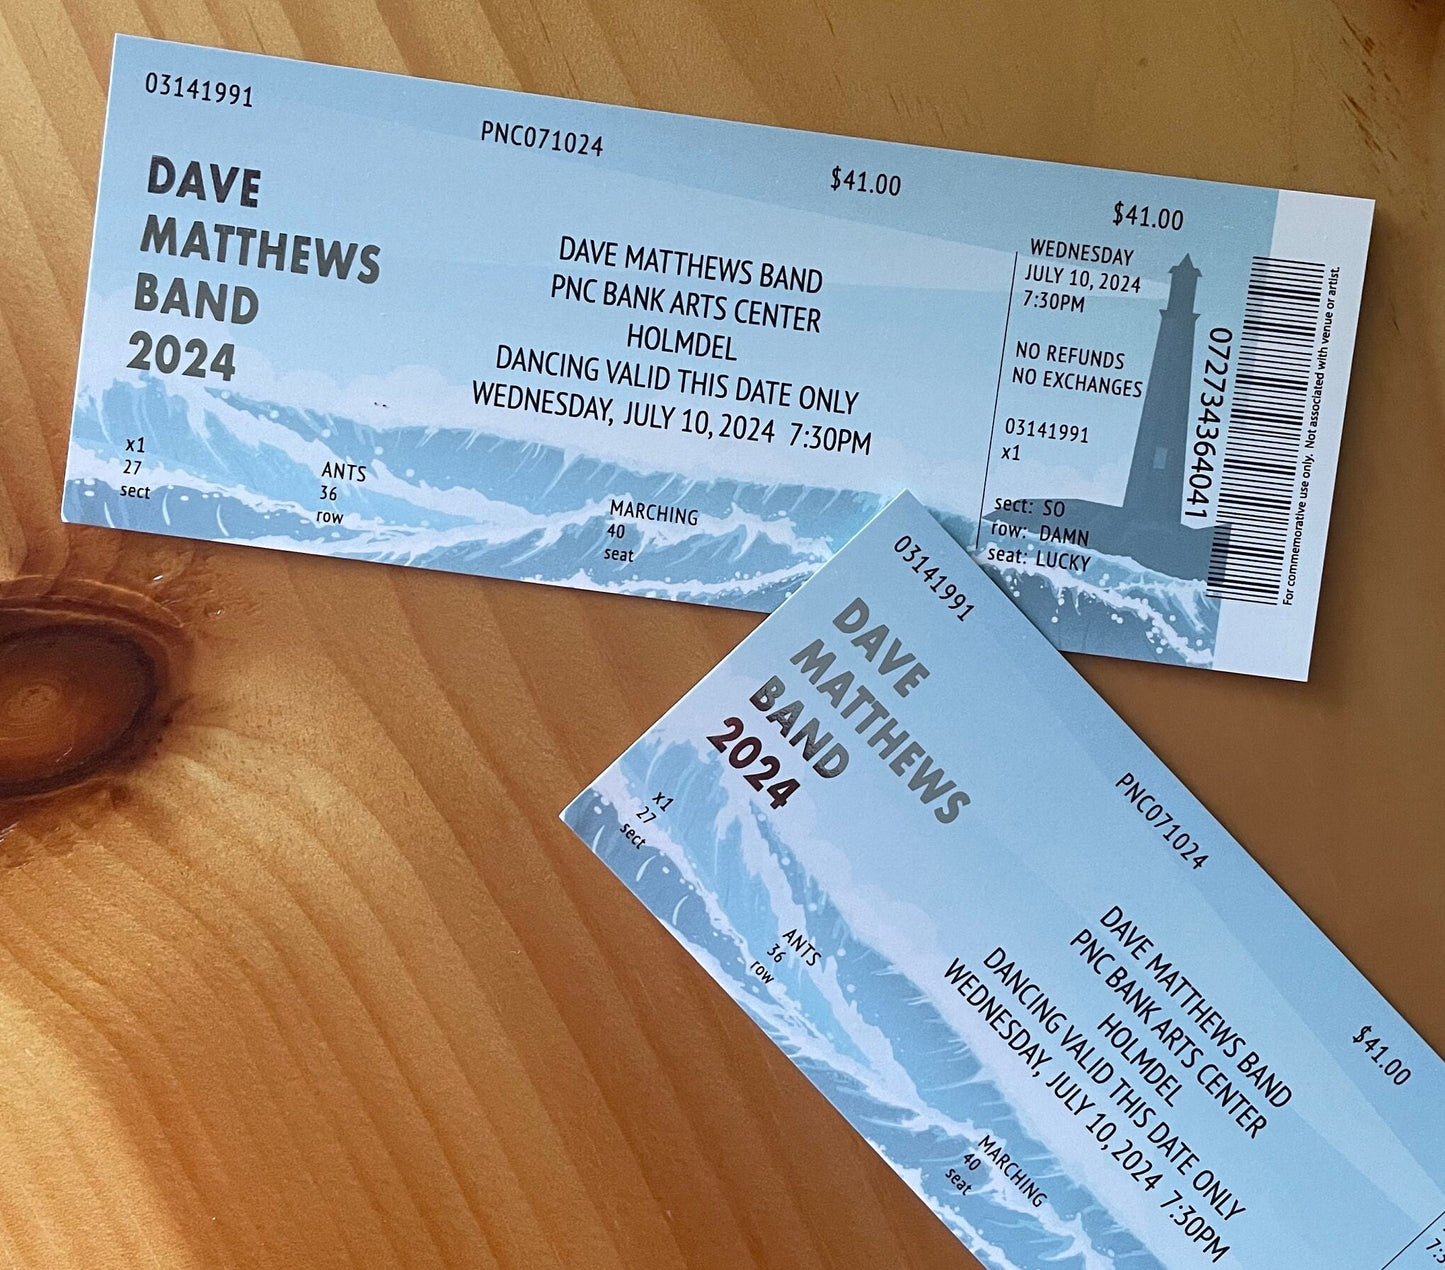 03141991
PNC071024
$41.00
$41.00
DAVE
MATTHEWS
BAND
2024
DAVE MATTHEWS BAND
PNC BANK ARTS CENTER
HOLMDEL
DANCING VALID THIS DATE ONLY
WEDNESDAY, JULY 10, 2024 7:30PM
x1
27
sect
ANTS
36
row
MARCHING
40
seat
WEDNESDAY
JULY 10, 2024
7:30PM
NO REFUNDS
NO EXCHANGES
03141991
x1
sect: SO
row: DAMN
seat: LUCKY
072734364041
For commemorative use only. Not associated with venue or artist.
03141991
PNC071024
$41.00
DAVE
MATTHEWS
BAND
2024
DAVE MATTHEWS BAND
PNC BANK ARTS CENTER
HOLMDEL
DANCING VALID THIS DATE ONLY
WEDNESDAY, JULY 10, 2024 7:30PM
x1
27
sect
ANTS
36
row
MARCHING
40
seat